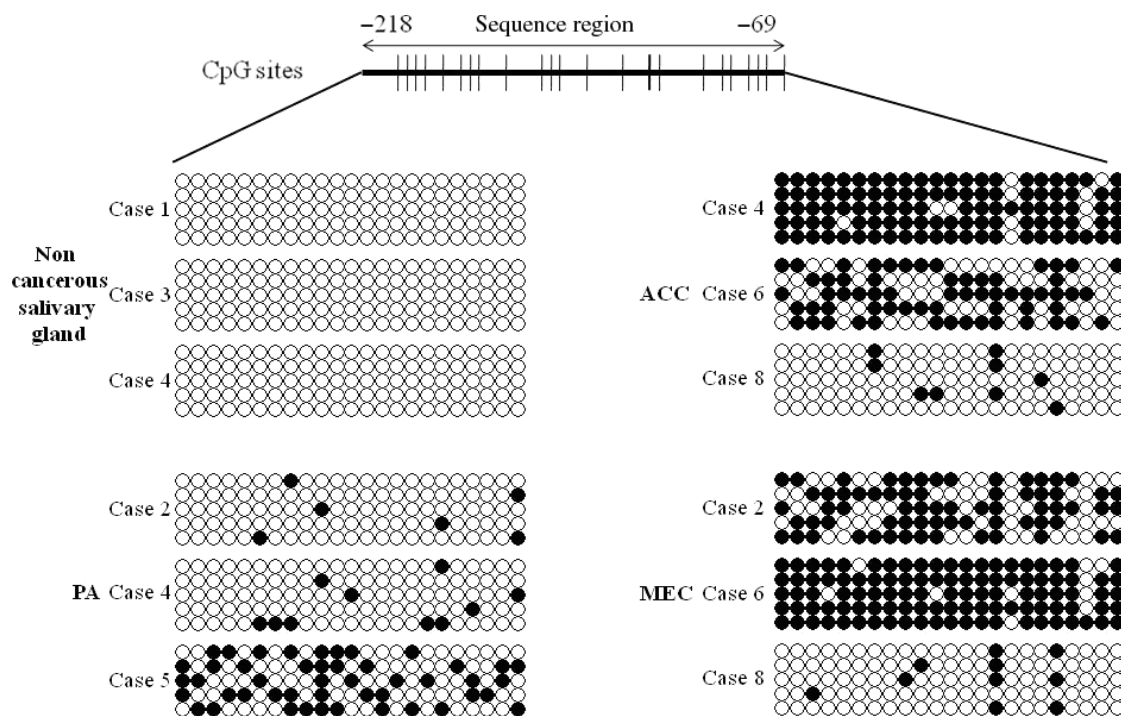 −218 Sequence region −69
CpG sites
Non
cancerous
salivary
gland
Case 1
Case 3
Case 4
PA
Case 2
Case 4
Case 5
ACC
Case 4
Case 6
Case 8
MEC
Case 2
Case 6
Case 8